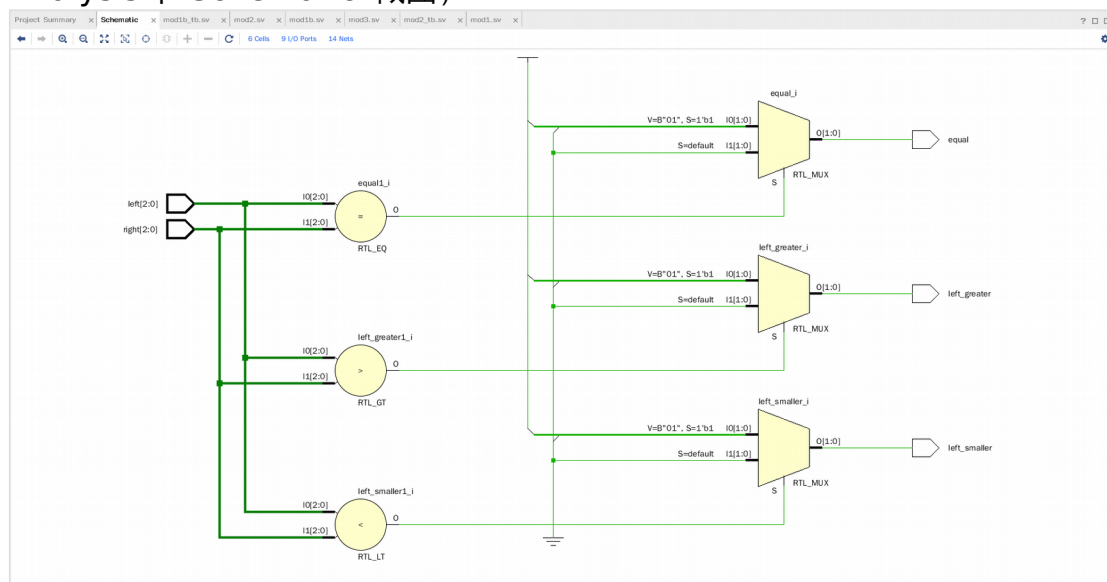 Project Summary × Schematic × mod1b_tb.sv × mod2.sv × mod1b.sv × mod3.sv × mod2_tb.sv × mod1.sv ×
6 Cells 9 I/O Ports 14 Nets
equal_i
V=B"01", S=1'b1 I0[1:0]
O[1:0]
equal
S=default I1[1:0]
RTL_MUX
S
equal1_i
left[2:0]
I0[2:0]
=
O
right[2:0]
I1[2:0]
RTL_EQ
left_greater_i
V=B"01", S=1'b1 I0[1:0]
O[1:0]
left_greater
S=default I1[1:0]
RTL_MUX
S
left_greater1_i
I0[2:0]
>
O
I1[2:0]
RTL_GT
left_smaller_i
V=B"01", S=1'b1 I0[1:0]
O[1:0]
left_smaller
S=default I1[1:0]
RTL_MUX
S
left_smaller1_i
I0[2:0]
<
O
I1[2:0]
RTL_LT